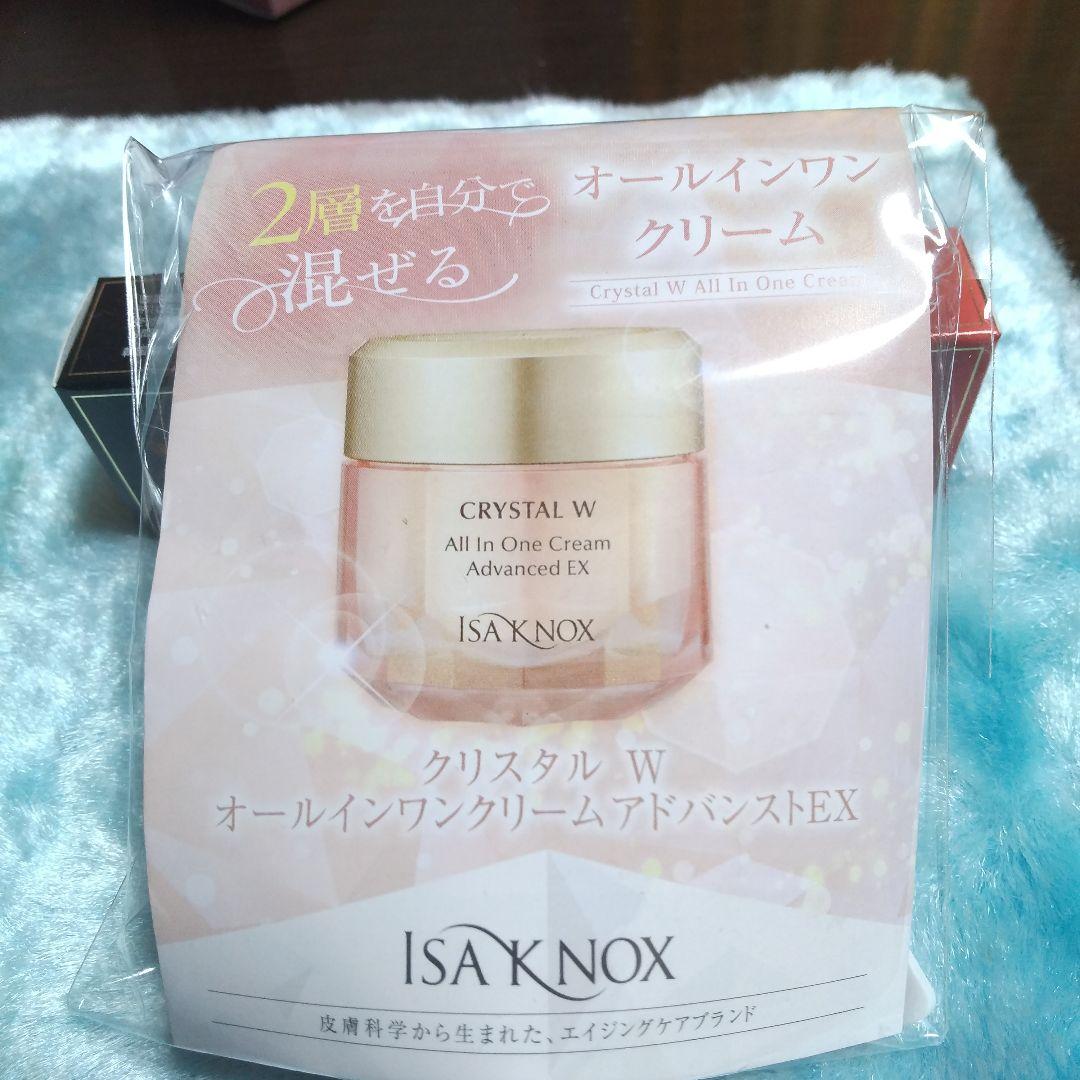 2層を自分で
混ぜる
オールインワン
クリーム
Crystal W All In One Cream
CRYSTAL W
All In One Cream
Advanced EX
ISA KNOX
クリスタル W
オールインワンクリームアドバンストEX
ISA KNOX
皮膚科学から生まれた、エイジングケアブランド